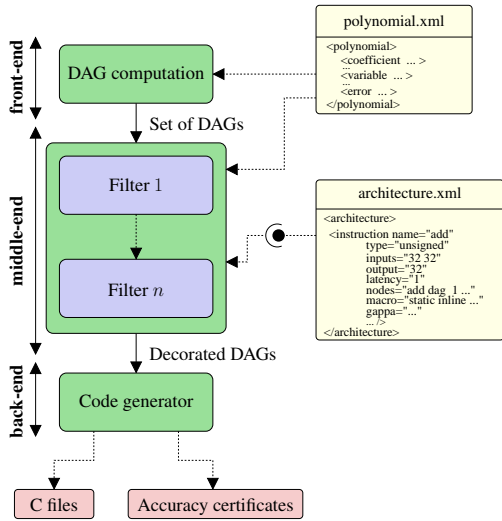 polynomial.xml
<polynomial>
<coefficient ... >
...
<variable ... >
...
<error ... >
</polynomial>
front-end
DAG computation
Set of DAGs
middle-end
Filter 1
Filter n
architecture.xml
<architecture>
<instruction name="add"
type="unsigned"
inputs="32 32"
output="32"
latency="1"
nodes="add dag_1 ..."
macro="static inline ..."
gappa="..."
... />
</architecture>
Decorated DAGs
back-end
Code generator
C files
Accuracy certificates